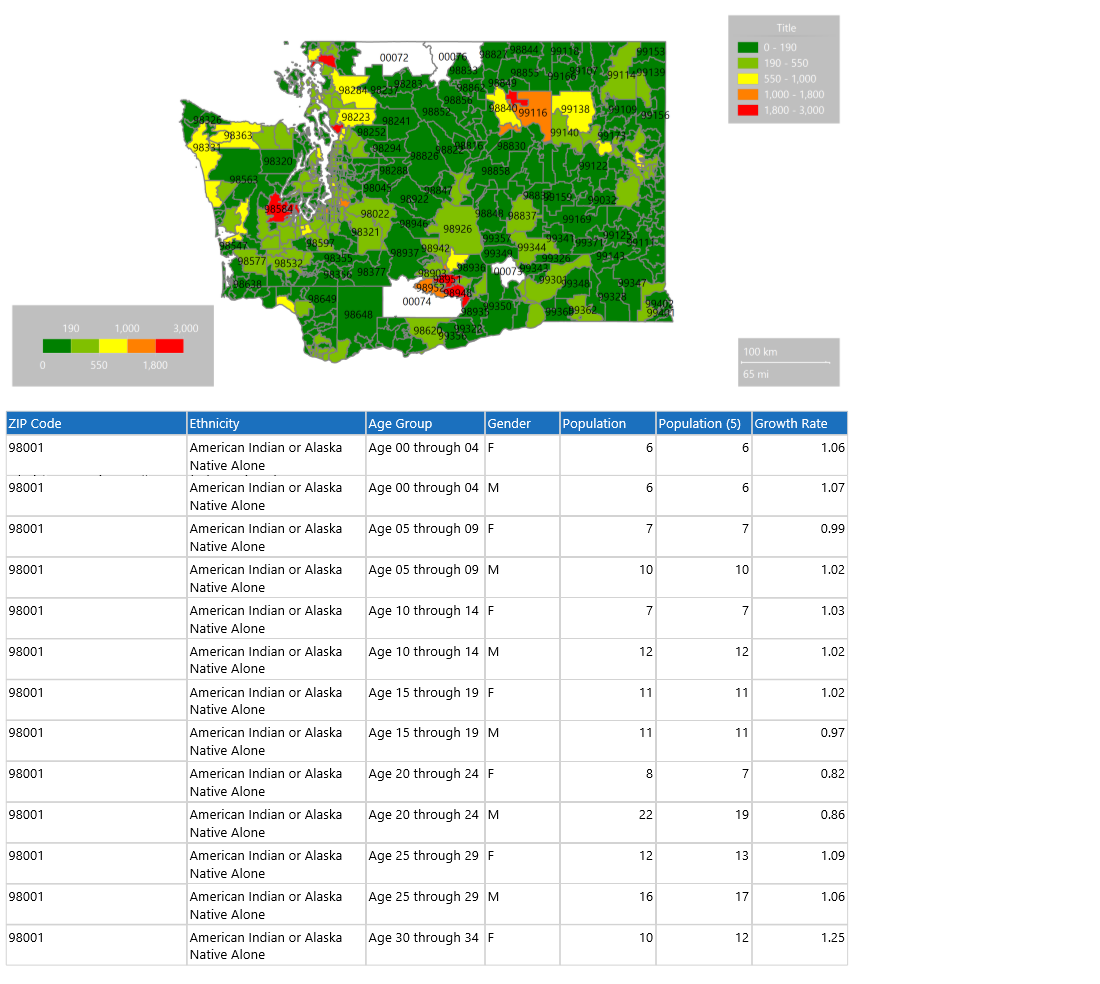 Title
0 - 190
190 - 550
550 - 1,000
1,000 - 1,800
1,800 - 3,000
00072
00076
98844
99118
99153
98833
98855
99107
99114
99139
98284
98283
98862
98849
98856
98840
99116
99138
99109
99156
98326
98223
98241
98852
98363
98252
99140
99173
98331
98294
98826
98816
98830
98320
98288
98858
99122
98563
98045
98847
98922
99159
99032
98584
98022
98848
98837
99169
98321
98946
98926
98547
98597
98937
98942
99357
99344
99341
99371
99125
99111
98577
98532
98355
98377
98903
98936
99349
99326
99143
98356
98951
00073
99343
99301
99348
99347
98638
98952
98948
99328
98649
00074
98935
99350
99362
99402
99401
98648
98620
99322
99356
190 1,000 3,000
0 550 1,800
100 km
65 mi
ZIP Code Ethnicity Age Group Gender Population Population (5) Growth Rate
98001 American Indian or Alaska Age 00 through 04 F 6 6 1.06
Native Alone
98001 American Indian or Alaska Age 00 through 04 M 6 6 1.07
Native Alone
98001 American Indian or Alaska Age 05 through 09 F 7 7 0.99
Native Alone
98001 American Indian or Alaska Age 05 through 09 M 10 10 1.02
Native Alone
98001 American Indian or Alaska Age 10 through 14 F 7 7 1.03
Native Alone
98001 American Indian or Alaska Age 10 through 14 M 12 12 1.02
Native Alone
98001 American Indian or Alaska Age 15 through 19 F 11 11 1.02
Native Alone
98001 American Indian or Alaska Age 15 through 19 M 11 11 0.97
Native Alone
98001 American Indian or Alaska Age 20 through 24 F 8 7 0.82
Native Alone
98001 American Indian or Alaska Age 20 through 24 M 22 19 0.86
Native Alone
98001 American Indian or Alaska Age 25 through 29 F 12 13 1.09
Native Alone
98001 American Indian or Alaska Age 25 through 29 M 16 17 1.06
Native Alone
98001 American Indian or Alaska Age 30 through 34 F 10 12 1.25
Native Alone